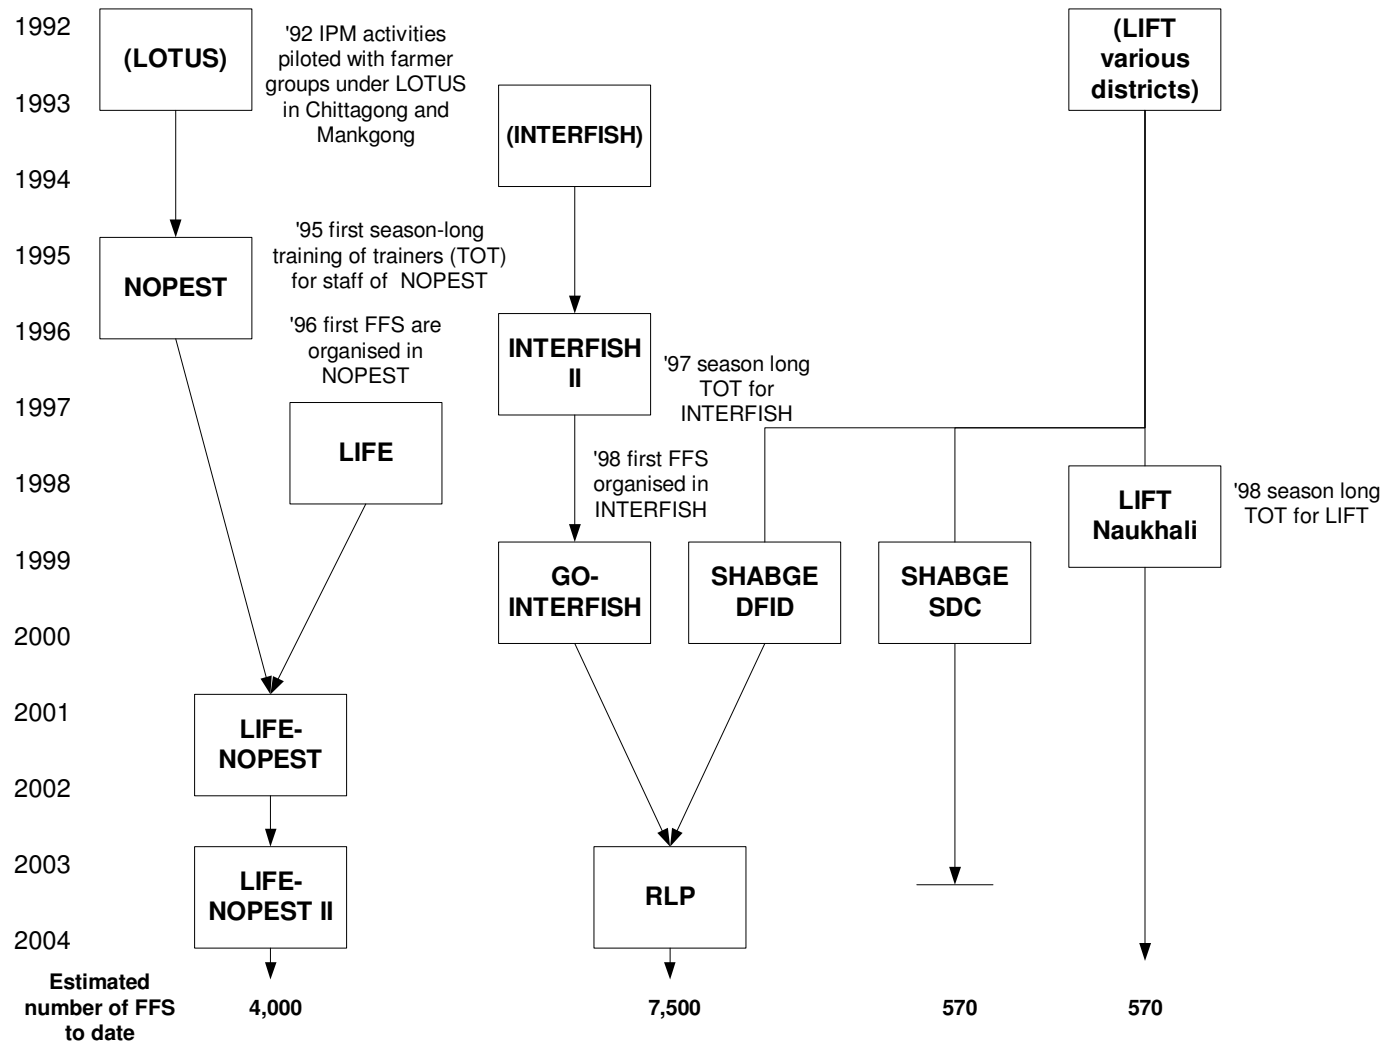 1992
(LOTUS)
'92 IPM activities
piloted with farmer
groups under LOTUS
in Chittagong and
Mankgong
(LIFT
various
districts)
1993
(INTERFISH)
1994
1995
NOPEST
'95 first season-long
training of trainers (TOT)
for staff of NOPEST
1996
'96 first FFS are
organised in
NOPEST
INTERFISH
II
'97 season long
TOT for
INTERFISH
1997
LIFE
'98 first FFS
organised in
INTERFISH
1998
LIFT
Naukhali
'98 season long
TOT for LIFT
1999
GO-
INTERFISH
SHABGE
DFID
SHABGE
SDC
2000
2001
LIFE-
NOPEST
2002
2003
LIFE-
NOPEST II
RLP
2004
Estimated
number of FFS
to date
4,000
7,500
570
570